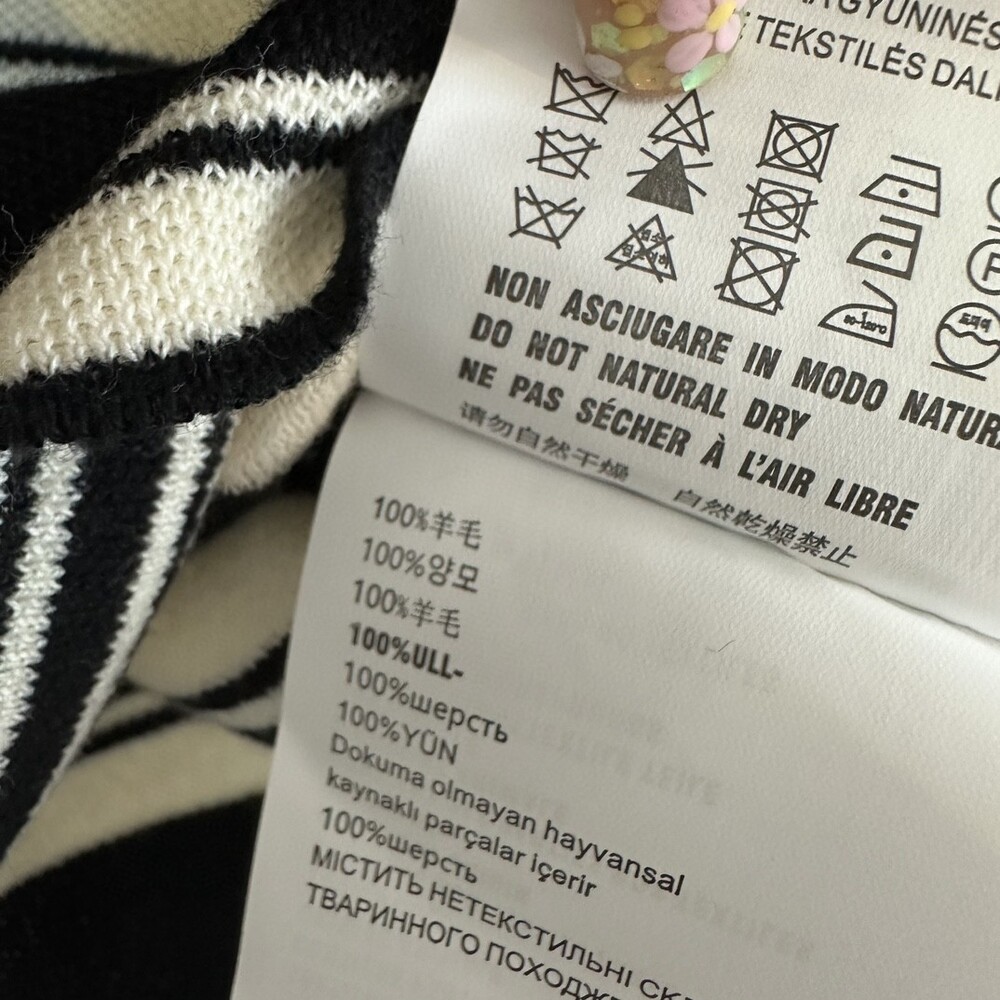 TEKSTILĖS DALI
NON ASCIUGARE IN MODO NATUR
DO NOT NATURAL DRY
NE PAS SÉCHER À L'AIR LIBRE
请勿自然干燥 自然乾燥禁止
100%羊毛
100%양모
100%羊毛
100%ULL-
100%шерсть
100%YÜN
Dokuma olmayan hayvansal
kaynaklı parçalar içerir
100%шерсть
МІСТИТЬ НЕТЕКСТИЛЬНІ
ТВАРИННОГО ПОХОДЖ